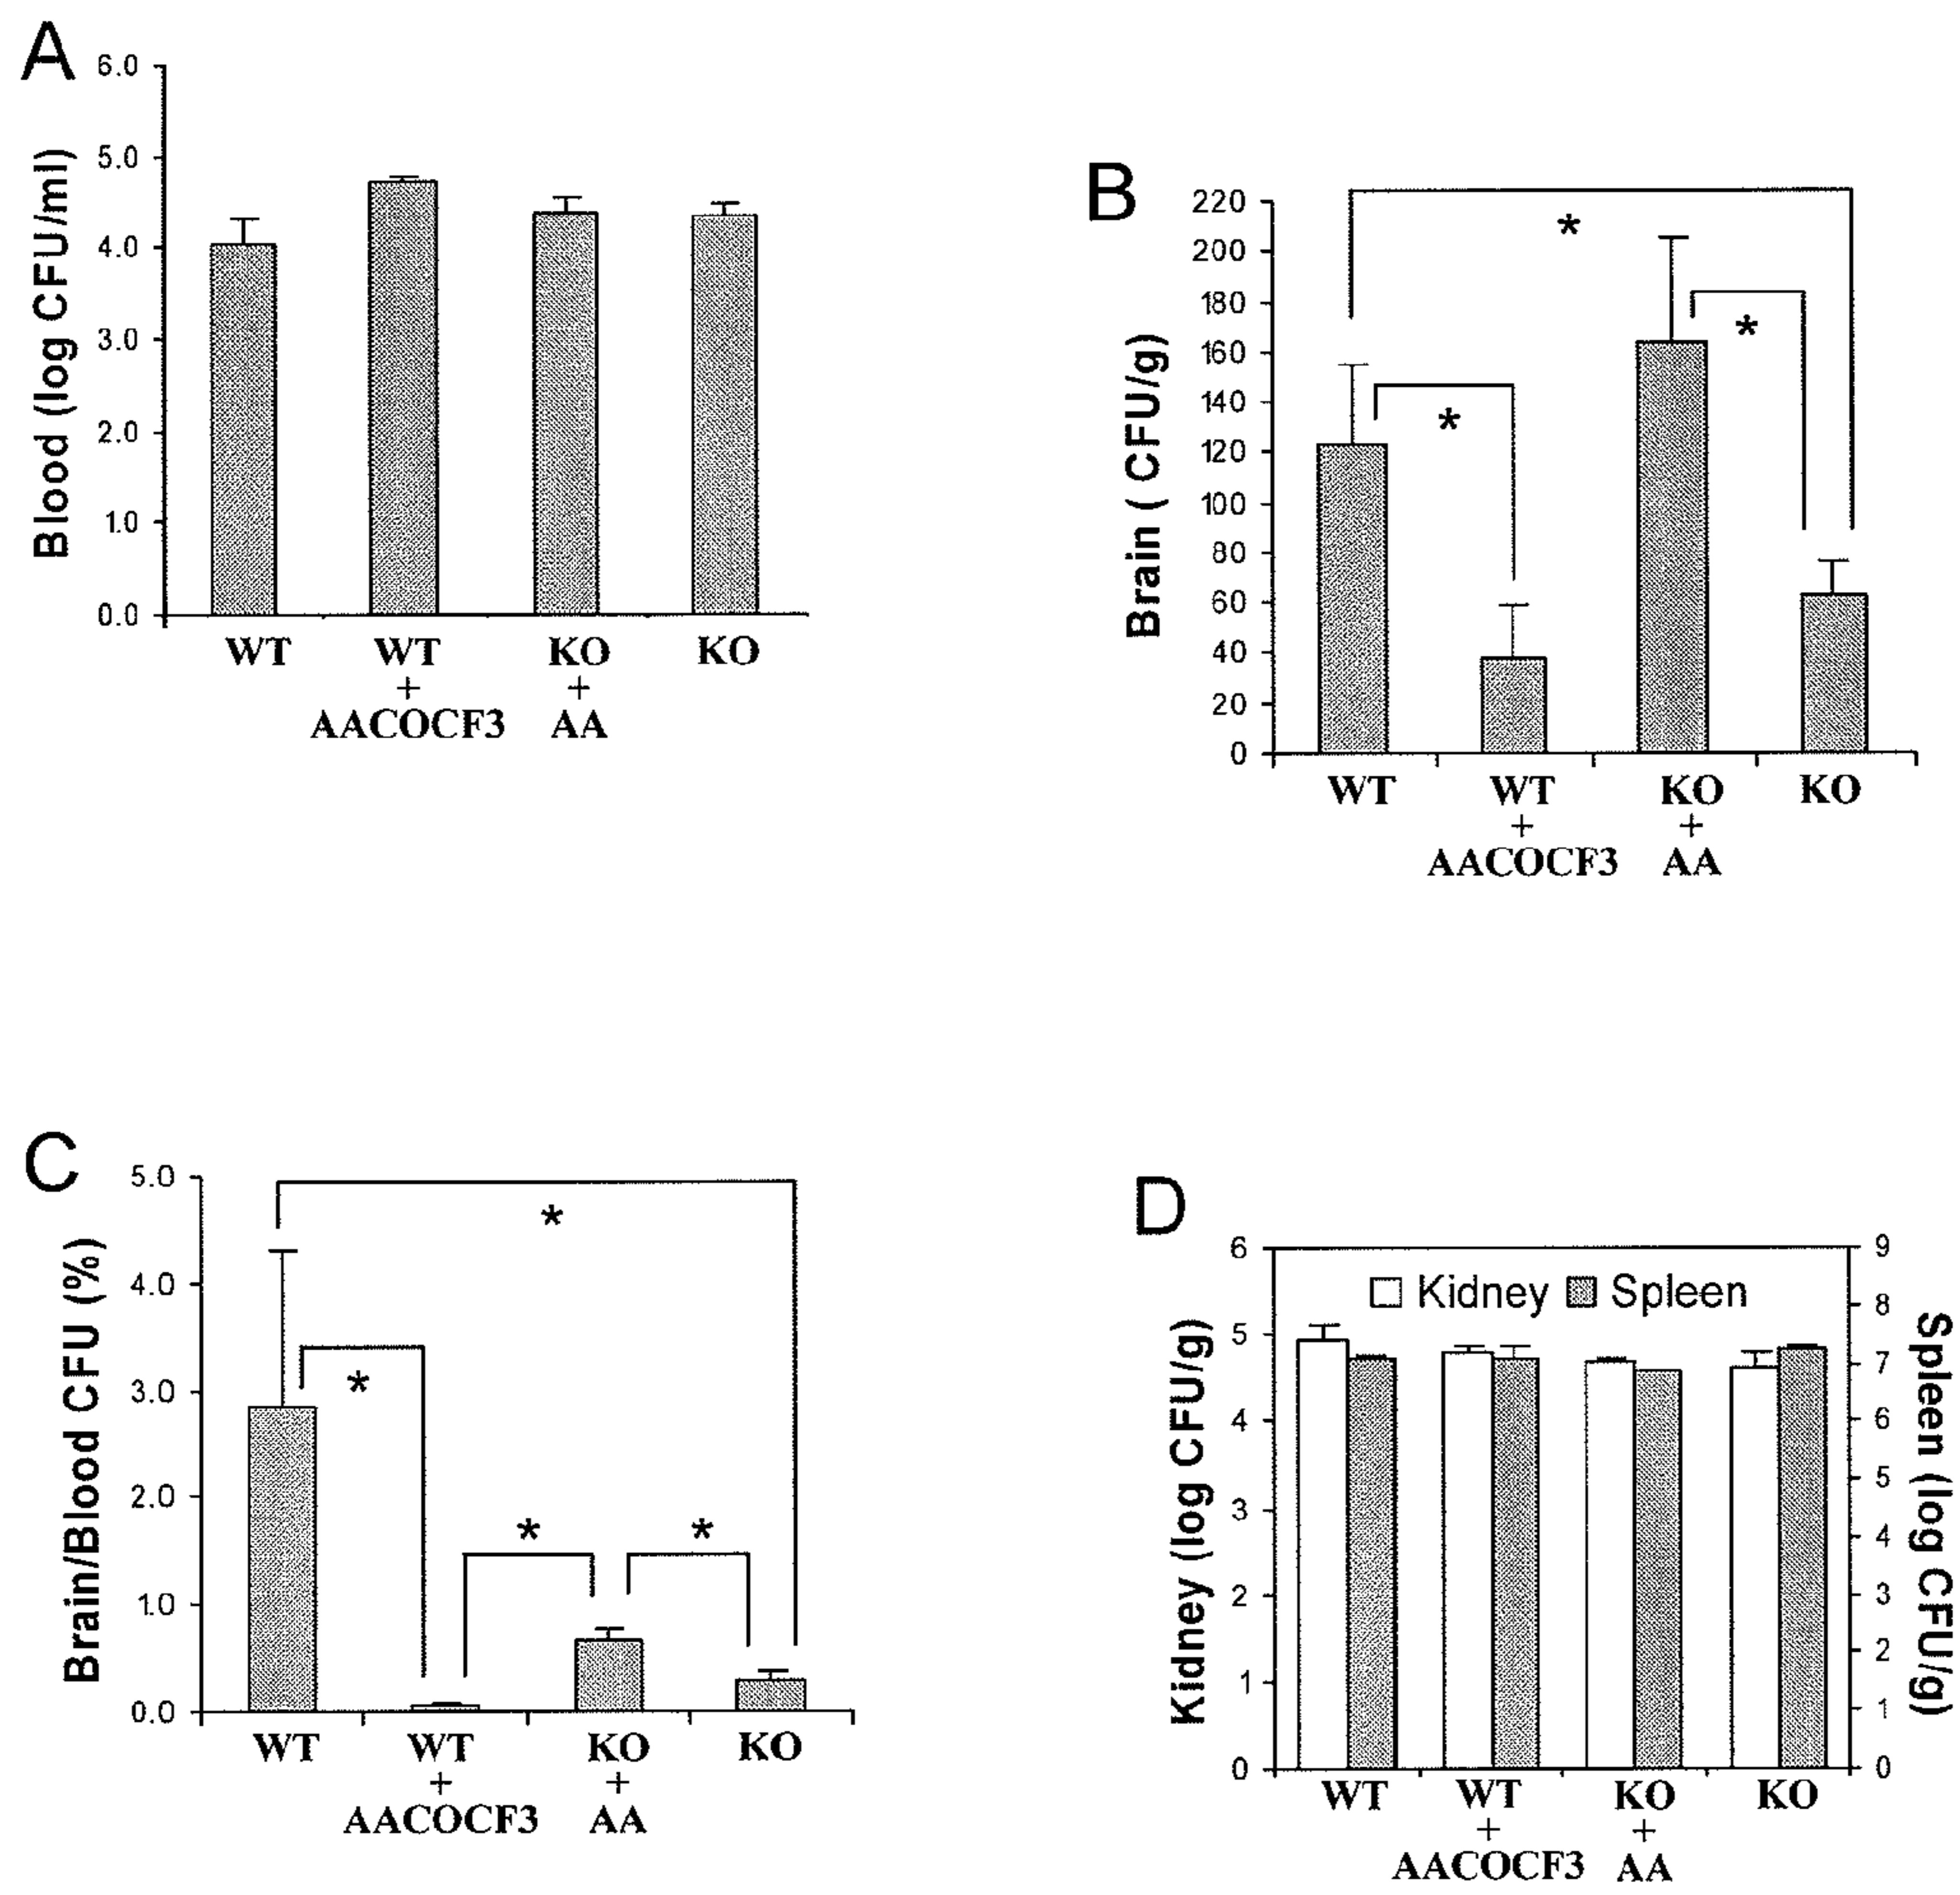 A
Blood (log CFU/ml)
6.0
5.0
4.0
3.0
2.0
1.0
0.0
WT WT KO KO
+ +
AACOCF3 AA
B
Brain ( CFU/g)
220
200
180
160
140
120
100
80
60
40
20
0
*
*
*
WT WT KO KO
+ +
AACOCF3 AA
C
Brain/Blood CFU (%)
5.0
4.0
3.0
2.0
1.0
0.0
*
*
* *
WT WT KO KO
+ +
AACOCF3 AA
D
Kidney (log CFU/g)
6
5
4
3
2
1
0
Kidney Spleen
9
8
7
6
5
4
3
2
1
0
Spleen (log CFU/g)
WT WT KO KO
+ +
AACOCF3 AA